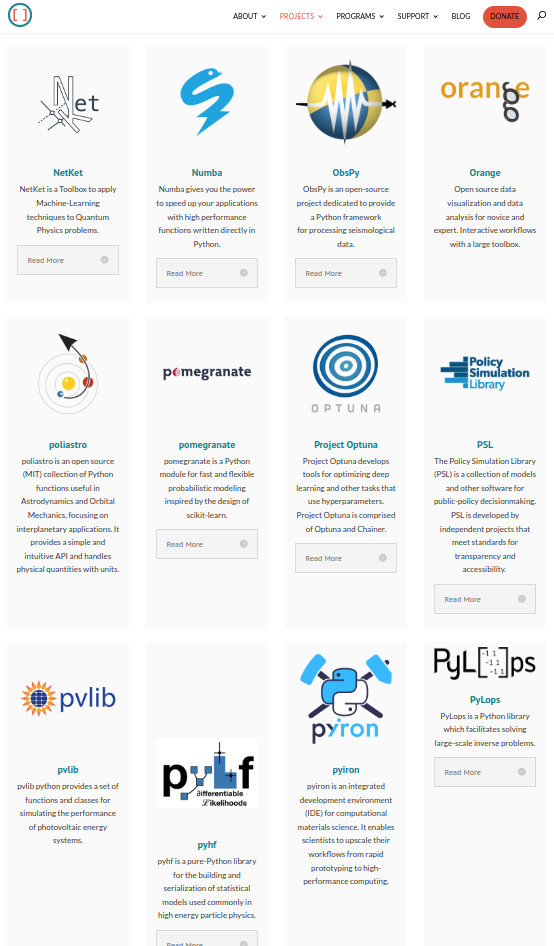 [ ]
ABOUT
PROJECTS
PROGRAMS
SUPPORT
BLOG
DONATE
Net
NetKet
NetKet is a Toolbox to apply
Machine-Learning
techniques to Quantum
Physics problems.
Read More
Numba
Numba gives you the power
to speed up your applications
with high performance
functions written directly in
Python.
Read More
ObsPy
ObsPy is an open-source
project dedicated to provide
a Python framework
for processing seismological
data.
Read More
orange
Orange
Open source data
visualization and data
analysis for novice and
expert. Interactive workflows
with a large toolbox.
poliastro
poliastro is an open source
(MIT) collection of Python
functions useful in
Astrodynamics and Orbital
Mechanics, focusing on
interplanetary applications. It
provides a simple and
intuitive API and handles
physical quantities with units.
pomegranate
pomegranate
pomegranate is a Python
module for fast and flexible
probabilistic modeling
inspired by the design of
scikit-learn.
Read More
OPTUNA
Project Optuna
Project Optuna develops
tools for optimizing deep
learning and other tasks that
use hyperparameters.
Project Optuna is comprised
of Optuna and Chainer.
Read More
Policy
Simulation
Library
PSL
The Policy Simulation Library
(PSL) is a collection of models
and other software for
public-policy decisionmaking.
PSL is developed by
independent projects that
meet standards for
transparency and
accessibility.
Read More
pvlib
pvlib
pvlib python provides a set of
functions and classes for
simulating the performance
of photovoltaic energy
systems.
pyhf
differentiable
Likelihoods
pyhf
pyhf is a pure-Python library
for the building and
serialization of statistical
models used commonly in
high energy particle physics.
Read More
pyiron
pyiron
pyiron is an integrated
development environment
(IDE) for computational
materials science. It enables
scientists to upscale their
workflows from rapid
prototyping to high-
performance computing.
PyL[-1 1 -1 1 -1 1]ps
PyLops
PyLops is a Python library
which facilitates solving
large-scale inverse problems.
Read More